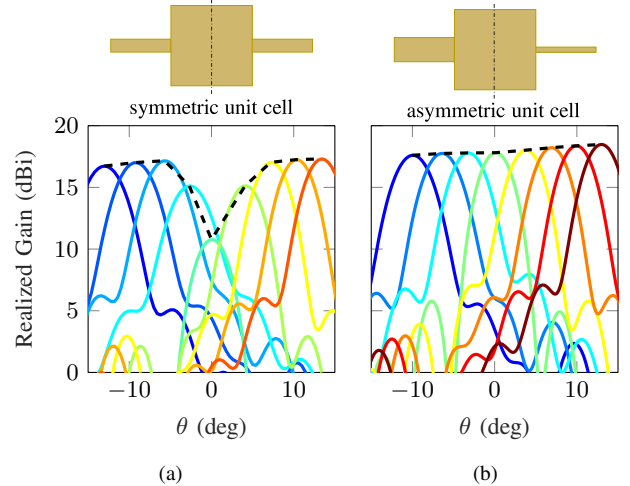 symmetric unit cell
asymmetric unit cell
Realized Gain (dBi)
20
15
10
5
0
−10 0 10
−10 0 10
θ (deg)
θ (deg)
(a)
(b)